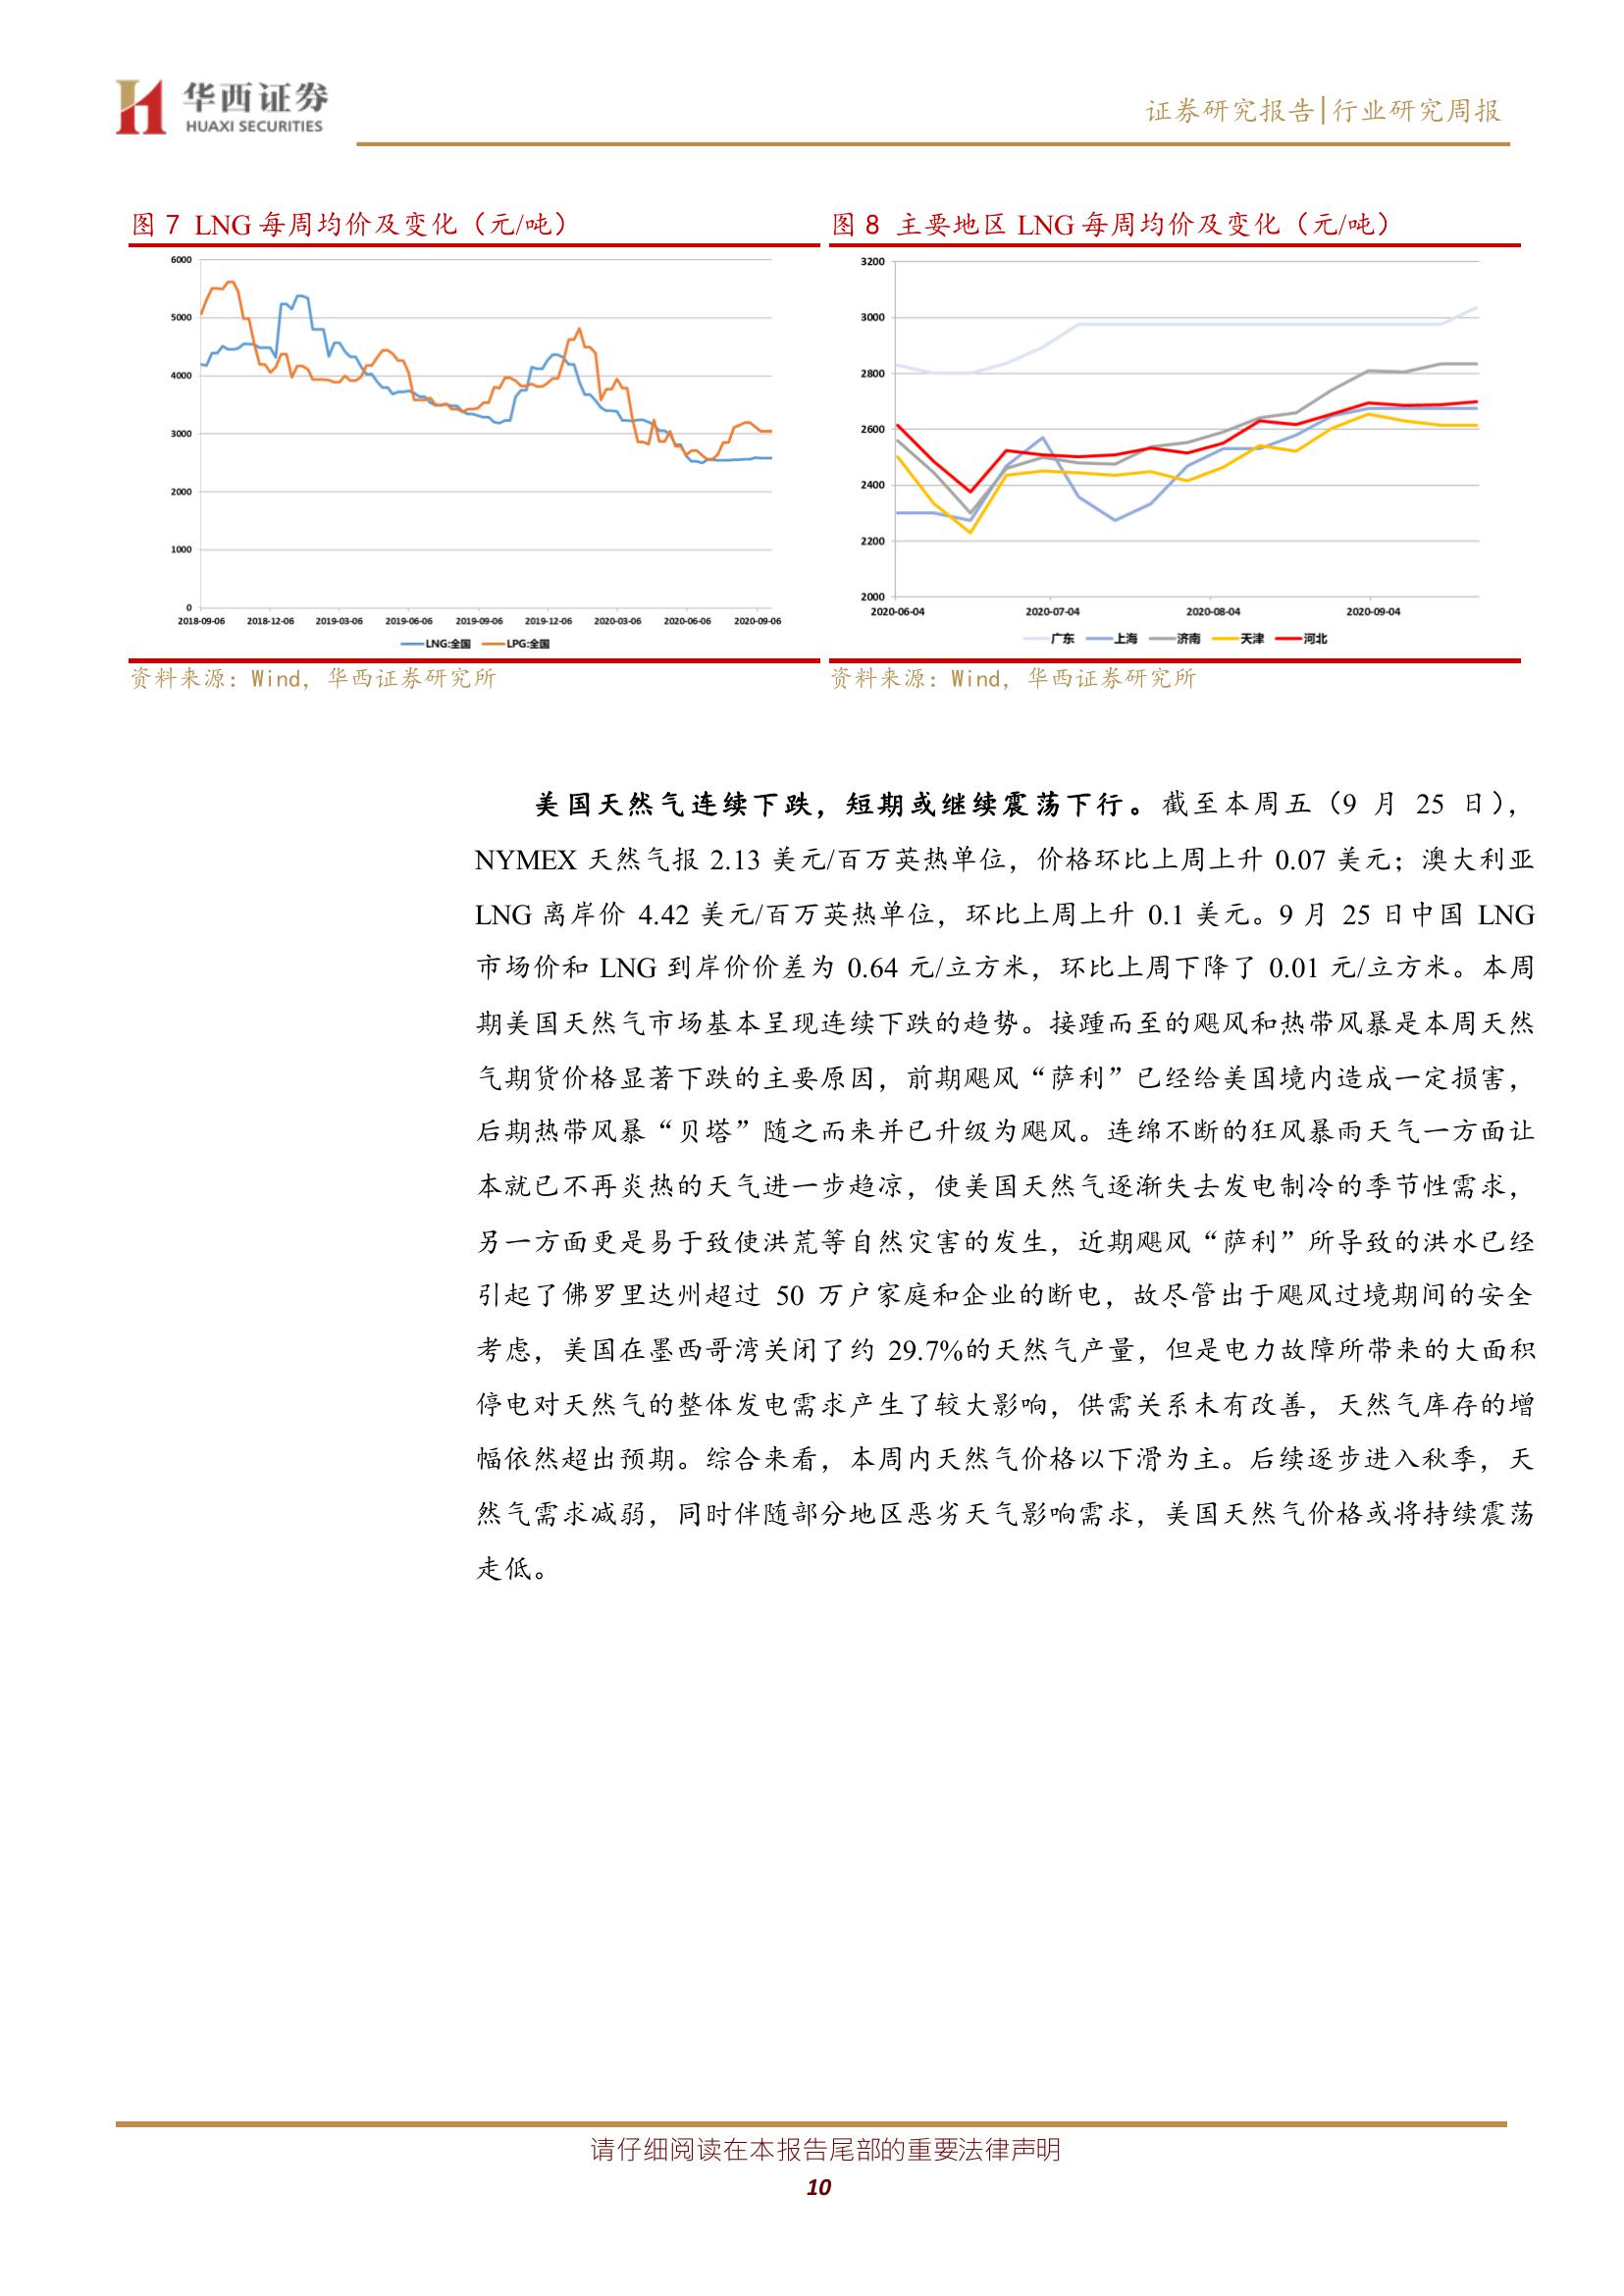 华西证券
HUAXI SECURITIES
证券研究报告|行业研究周报
图 7 LNG 每周均价及变化（元/吨）
6000
5000
4000
3000
2000
1000
0
2018-09-06 2018-12-06 2019-03-06 2019-06-06 2019-09-06 2019-12-06 2020-03-06 2020-06-06 2020-09-06
LNG:全国 LPG:全国
资料来源：Wind，华西证券研究所
图 8 主要地区 LNG 每周均价及变化（元/吨）
3200
3000
2800
2600
2400
2200
2000
2020-06-04 2020-07-04 2020-08-04 2020-09-04
广东 上海 济南 天津 河北
资料来源：Wind，华西证券研究所
美国天然气连续下跌，短期或继续震荡下行。截至本周五（9 月 25 日），
NYMEX 天然气报 2.13 美元/百万英热单位，价格环比上周上升 0.07 美元；澳大利亚
LNG 离岸价 4.42 美元/百万英热单位，环比上周上升 0.1 美元。9 月 25 日中国 LNG
市场价和 LNG 到岸价价差为 0.64 元/立方米，环比上周下降了 0.01 元/立方米。本周
期美国天然气市场基本呈现连续下跌的趋势。接踵而至的飓风和热带风暴是本周天然
气期货价格显著下跌的主要原因，前期飓风“萨利”已经给美国境内造成一定损害，
后期热带风暴“贝塔”随之而来并已升级为飓风。连绵不断的狂风暴雨天气一方面让
本就已不再炎热的天气进一步趋凉，使美国天然气逐渐失去发电制冷的季节性需求，
另一方面更是易于致使洪荒等自然灾害的发生，近期飓风“萨利”所导致的洪水已经
引起了佛罗里达州超过 50 万户家庭和企业的断电，故尽管出于飓风过境期间的安全
考虑，美国在墨西哥湾关闭了约 29.7%的天然气产量，但是电力故障所带来的大面积
停电对天然气的整体发电需求产生了较大影响，供需关系未有改善，天然气库存的增
幅依然超出预期。综合来看，本周内天然气价格以下滑为主。后续逐步进入秋季，天
然气需求减弱，同时伴随部分地区恶劣天气影响需求，美国天然气价格或将持续震荡
走低。
请仔细阅读在本报告尾部的重要法律声明
10